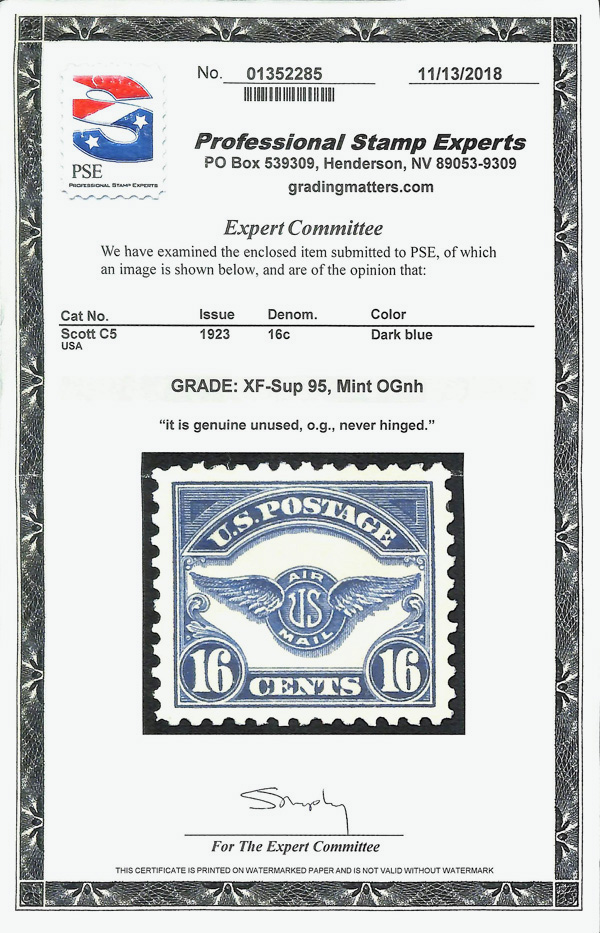 No. 01352285 11/13/2018
PSE
PROFESSIONAL STAMP EXPERTS
Professional Stamp Experts
PO Box 539309, Henderson, NV 89053-9309
gradingmatters.com
Expert Committee
We have examined the enclosed item submitted to PSE, of which
an image is shown below, and are of the opinion that:
Cat No. Issue Denom. Color
Scott C5 1923 16c Dark blue
USA
GRADE: XF-Sup 95, Mint OGnh
“it is genuine unused, o.g., never hinged.”
U.S. POSTAGE
AIR
US
MAIL
16 CENTS 16
For The Expert Committee
THIS CERTIFICATE IS PRINTED ON WATERMARKED PAPER AND IS NOT VALID WITHOUT WATERMARK